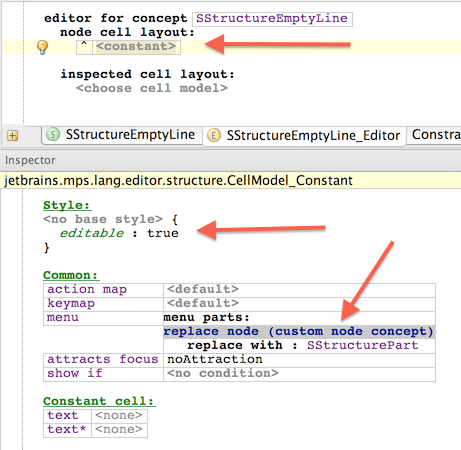 editor for concept SStructureEmptyLine
node cell layout:
^ <constant>
inspected cell layout:
<choose cell model>
S SStructureEmptyLine E SStructureEmptyLine_Editor Constra
Inspector
jetbrains.mps.lang.editor.structure.CellModel_Constant
Style:
<no base style> {
editable : true
}
Common:
action map <default>
keymap <default>
menu menu parts:
replace node (custom node concept)
replace with : SStructurePart
attracts focus noAttraction
show if <no condition>
Constant cell:
text <none>
text* <none>